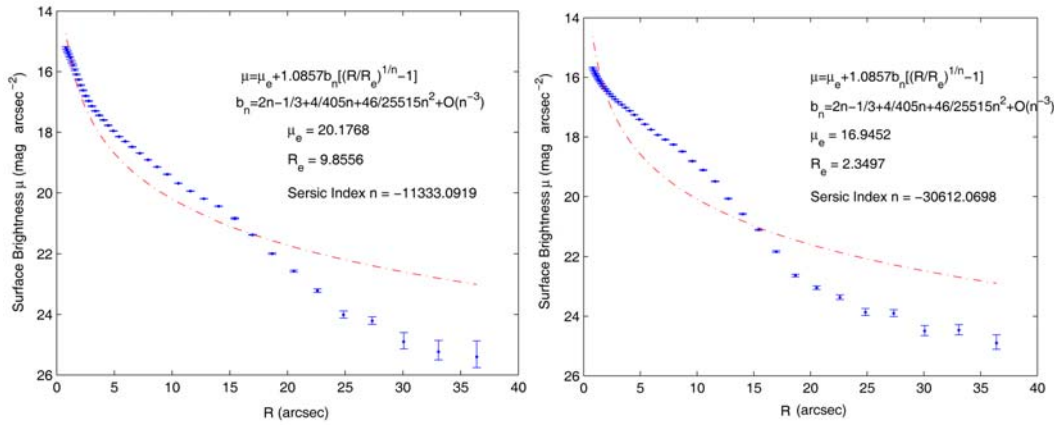 14
16
18
20
22
24
26
Surface Brightness μ (mag arcsec⁻²)
μ=μₑ+1.0857bₙ[(R/Rₑ)^1/n−1]
bₙ=2n−1/3+4/405n+46/25515n²+O(n⁻³)
μₑ = 20.1768
Rₑ = 9.8556
Sersic Index n = −11333.0919
0 5 10 15 20 25 30 35 40
R (arcsec)
14
16
18
20
22
24
26
Surface Brightness μ (mag arcsec⁻²)
μ=μₑ+1.0857bₙ[(R/Rₑ)^1/n−1]
bₙ=2n−1/3+4/405n+46/25515n²+O(n⁻³)
μₑ = 16.9452
Rₑ = 2.3497
Sersic Index n = −30612.0698
0 5 10 15 20 25 30 35 40
R (arcsec)